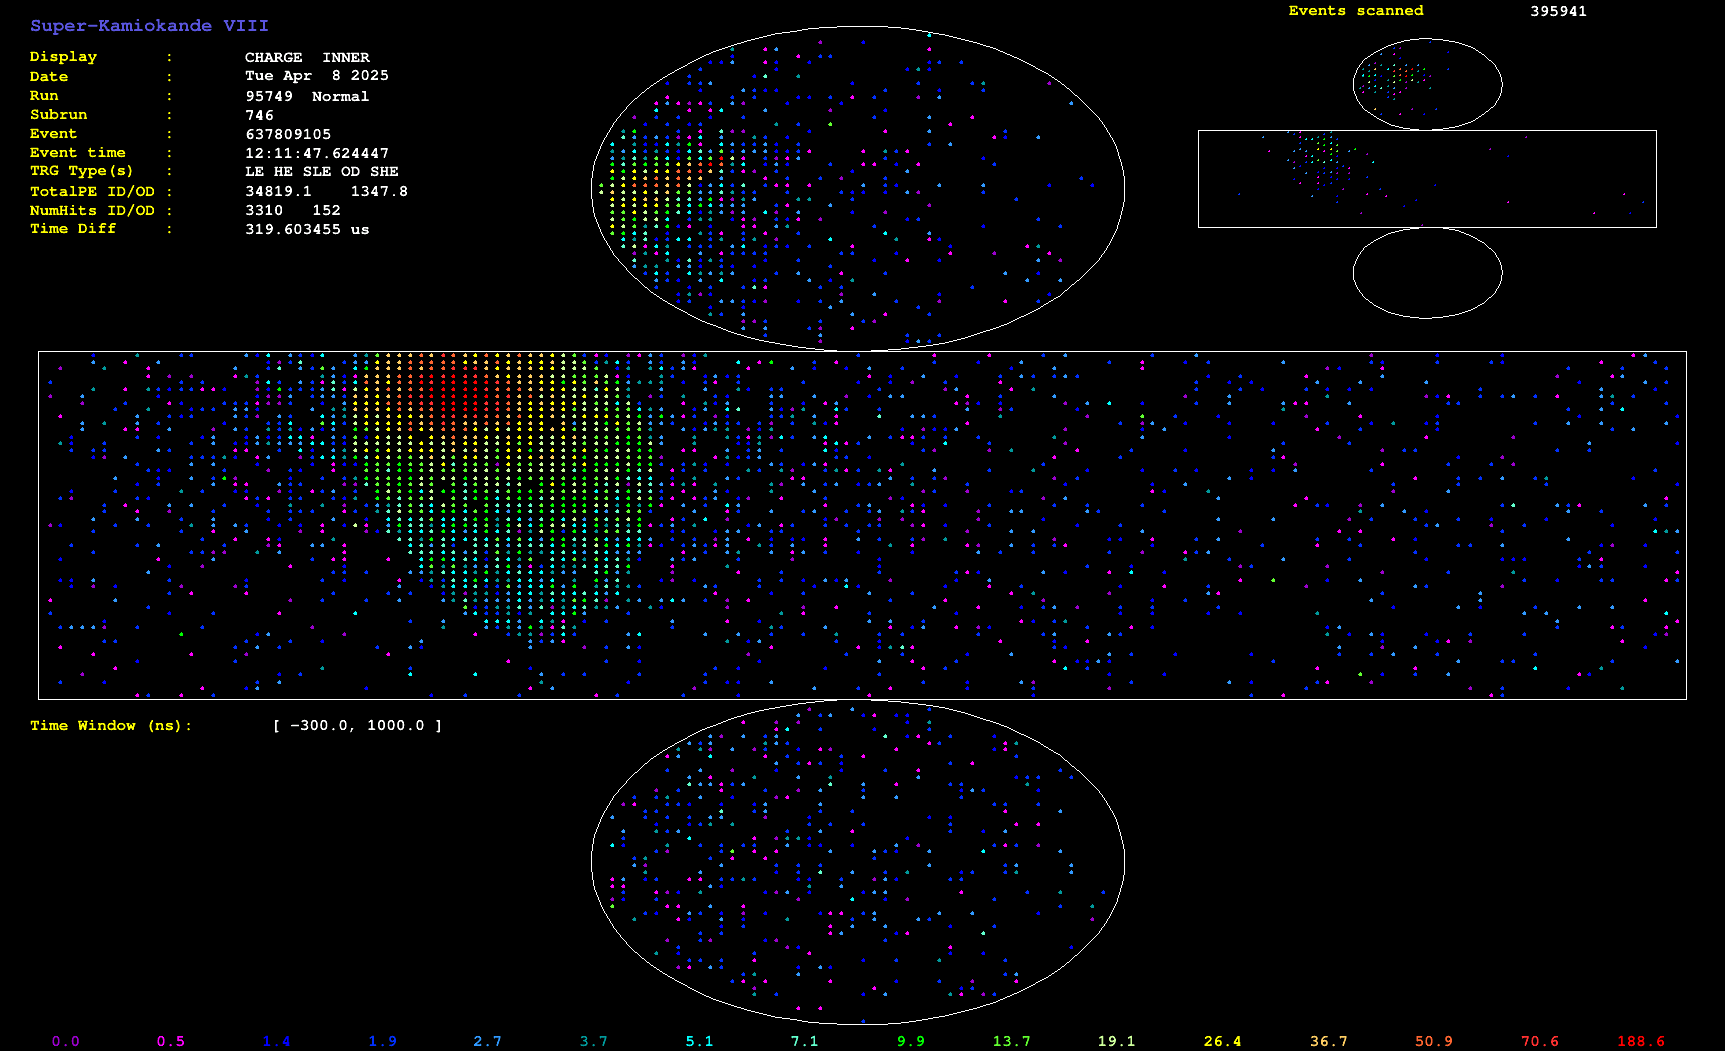 Super-Kamiokande VIII
Display : CHARGE INNER
Date : Tue Apr 8 2025
Run : 95749 Normal
Subrun : 746
Event : 637809105
Event time : 12:11:47.624447
TRG Type(s) : LE HE SLE OD SHE
TotalPE ID/OD : 34819.1 1347.8
NumHits ID/OD : 3310 152
Time Diff : 319.603455 us
Events scanned 395941
Time Window (ns): [ -300.0, 1000.0 ]
0.0 0.5 1.4 1.9 2.7 3.7 5.1 7.1 9.9 13.7 19.1 26.4 36.7 50.9 70.6 188.6